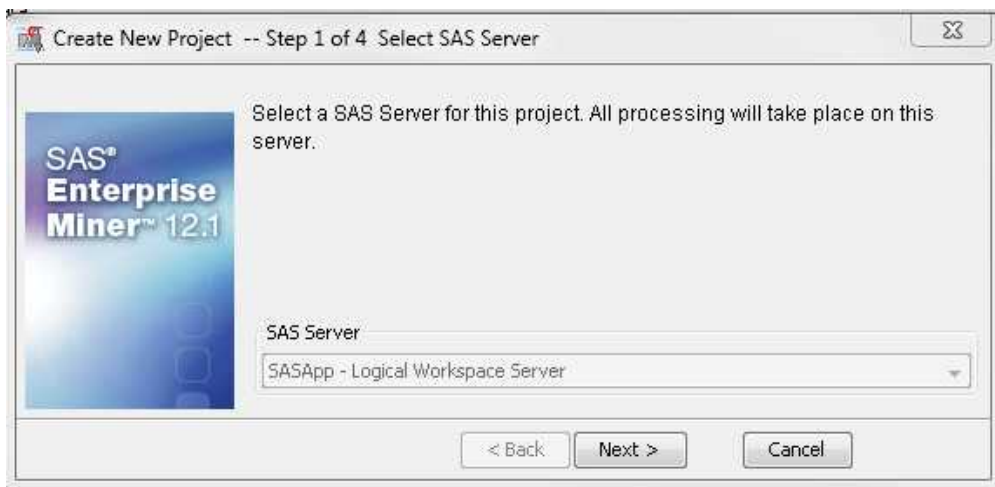 Create New Project -- Step 1 of 4 Select SAS Server
Select a SAS Server for this project. All processing will take place on this
server.
SAS®
Enterprise
Miner™ 12.1
SAS Server
SASApp - Logical Workspace Server
< Back Next > Cancel